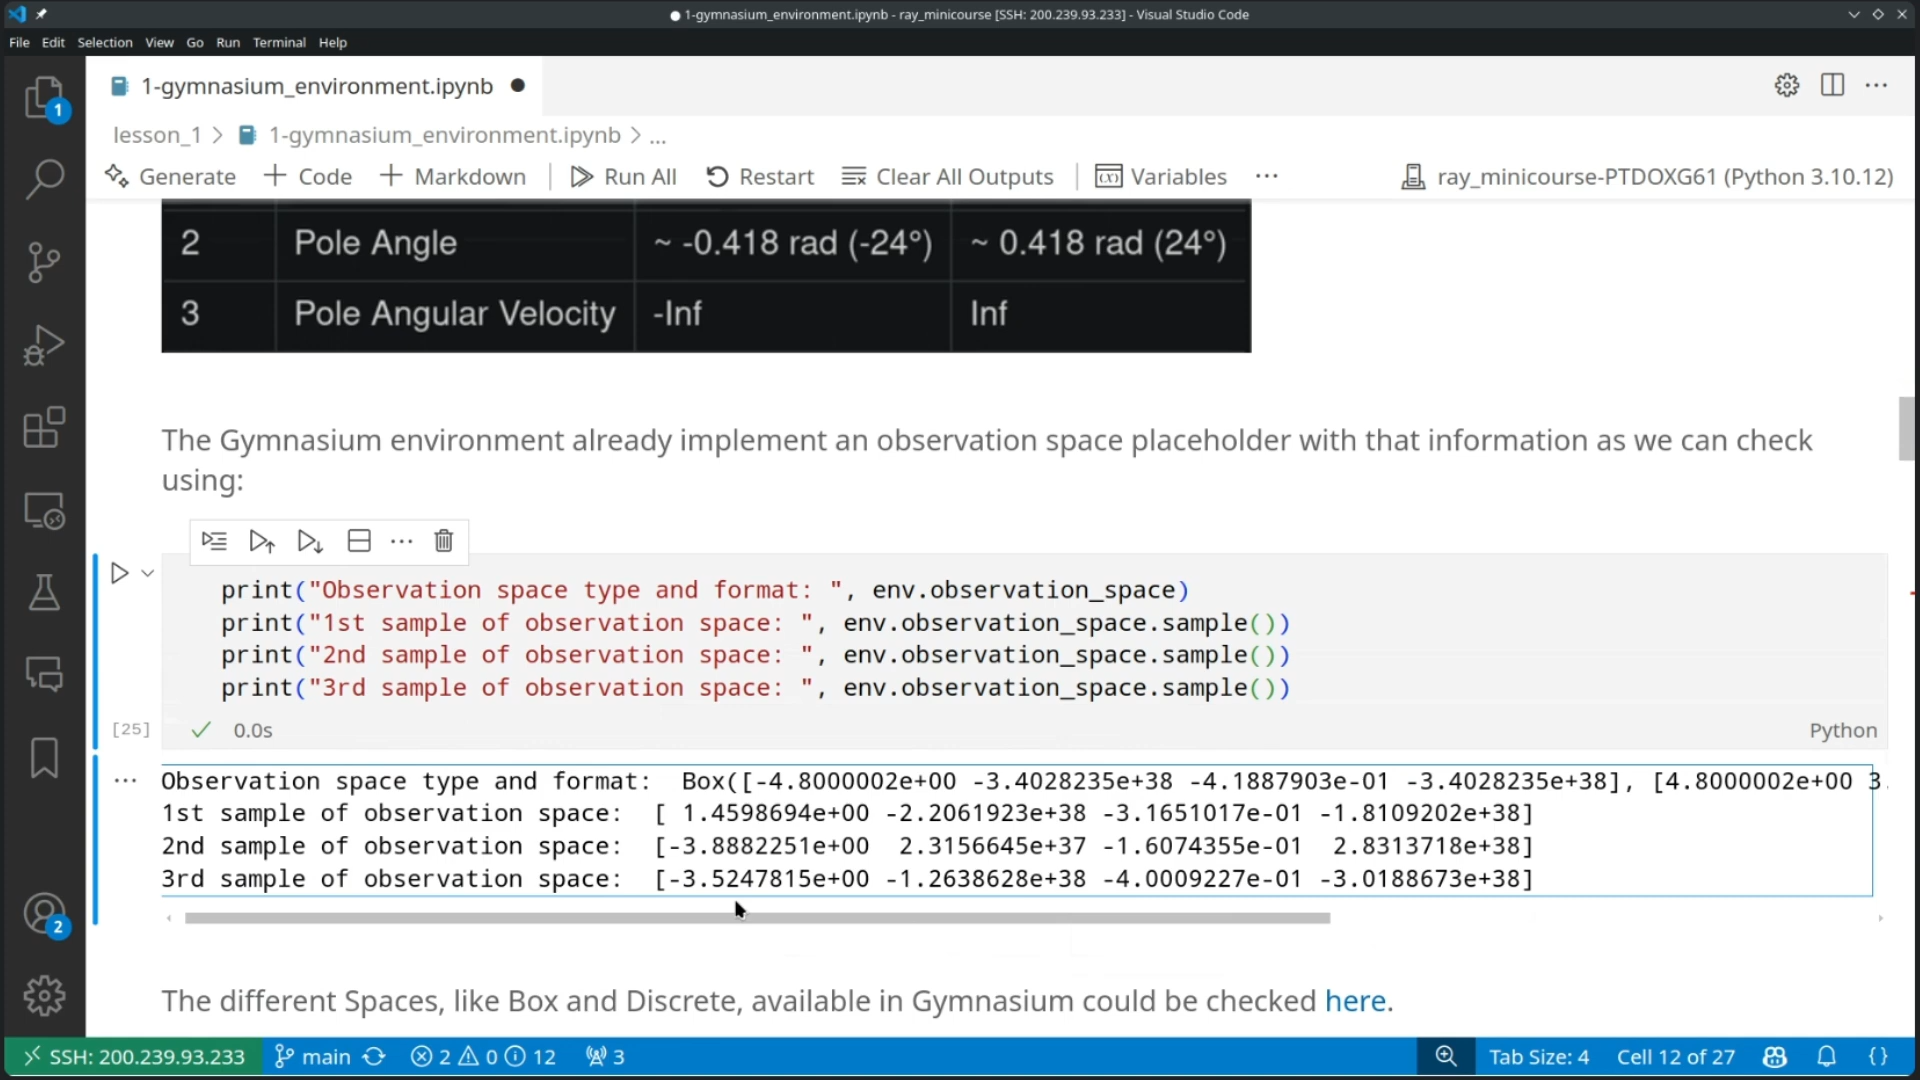 1-gymnasium_environment.ipynb - ray_minicourse [SSH: 200.239.93.233] - Visual Studio Code
File Edit Selection View Go Run Terminal Help
1-gymnasium_environment.ipynb
lesson_1 > 1-gymnasium_environment.ipynb > ...
Generate + Code + Markdown Run All Restart Clear All Outputs Variables ... ray_minicourse-PTDOXG61 (Python 3.10.12)
2 Pole Angle ~ -0.418 rad (-24°) ~ 0.418 rad (24°)
3 Pole Angular Velocity -Inf Inf
The Gymnasium environment already implement an observation space placeholder with that information as we can check
using:
print("Observation space type and format: ", env.observation_space)
print("1st sample of observation space: ", env.observation_space.sample())
print("2nd sample of observation space: ", env.observation_space.sample())
print("3rd sample of observation space: ", env.observation_space.sample())
[25] 0.0s Python
Observation space type and format:  Box([-4.8000002e+00 -3.4028235e+38 -4.1887903e-01 -3.4028235e+38], [4.8000002e+00 3.
1st sample of observation space:  [ 1.4598694e+00 -2.2061923e+38 -3.1651017e-01 -1.8109202e+38]
2nd sample of observation space:  [-3.8882251e+00  2.3156645e+37 -1.6074355e-01  2.8313718e+38]
3rd sample of observation space:  [-3.5247815e+00 -1.2638628e+38 -4.0009227e-01 -3.0188673e+38]
The different Spaces, like Box and Discrete, available in Gymnasium could be checked here.
1
2
SSH: 200.239.93.233 main 2 0 12 3 Tab Size: 4 Cell 12 of 27 {}